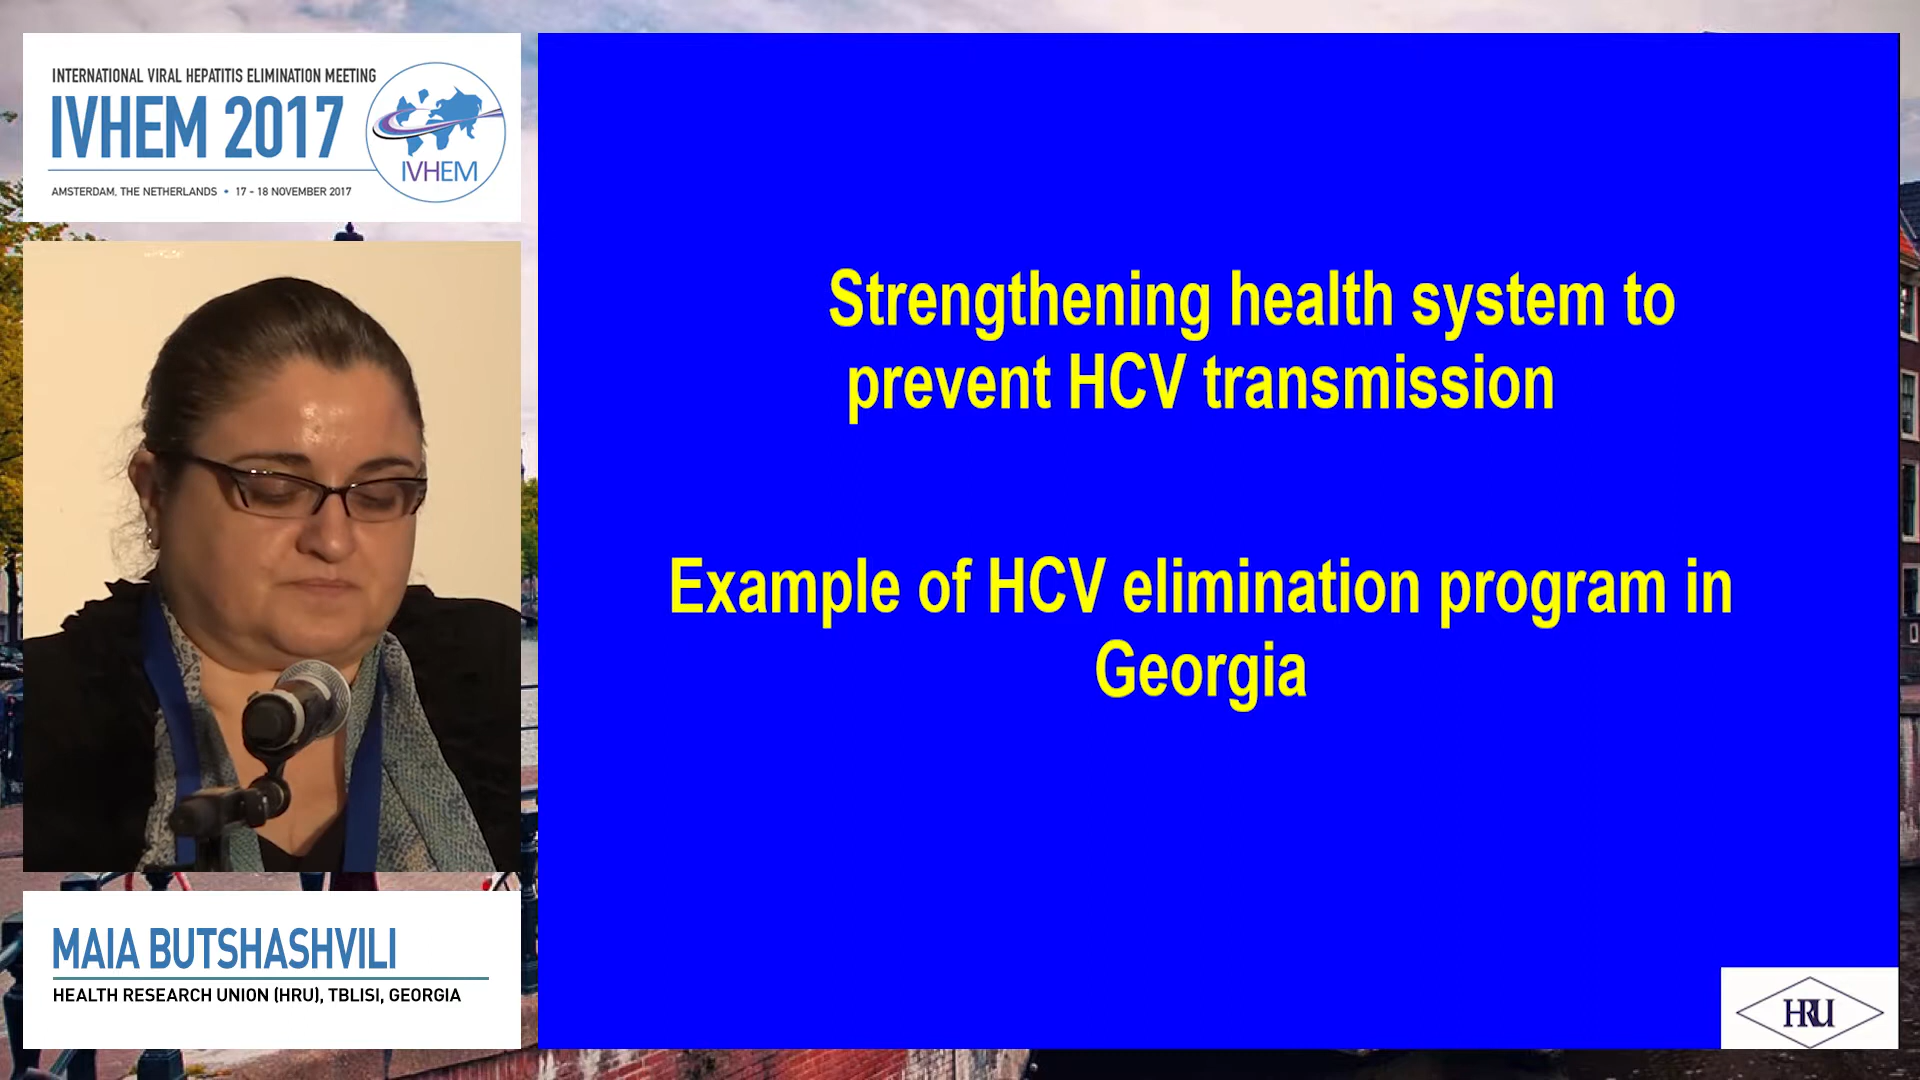 INTERNATIONAL VIRAL HEPATITIS ELIMINATION MEETING
IVHEM 2017
IVHEM
AMSTERDAM, THE NETHERLANDS • 17 - 18 NOVEMBER 2017
Strengthening health system to
prevent HCV transmission
Example of HCV elimination program in
Georgia
MAIA BUTSHASHVILI
HEALTH RESEARCH UNION (HRU), TBLISI, GEORGIA
HRU